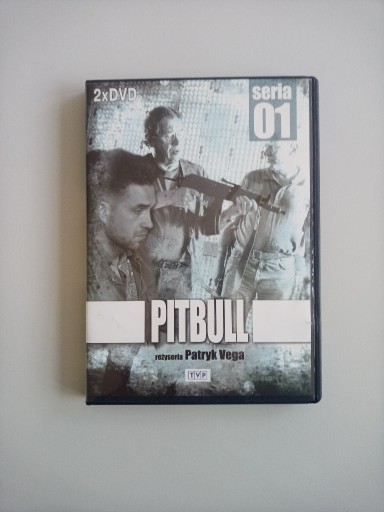 2xDVD
seria
01
PITBULL
reżyseria Patryk Vega
TVP